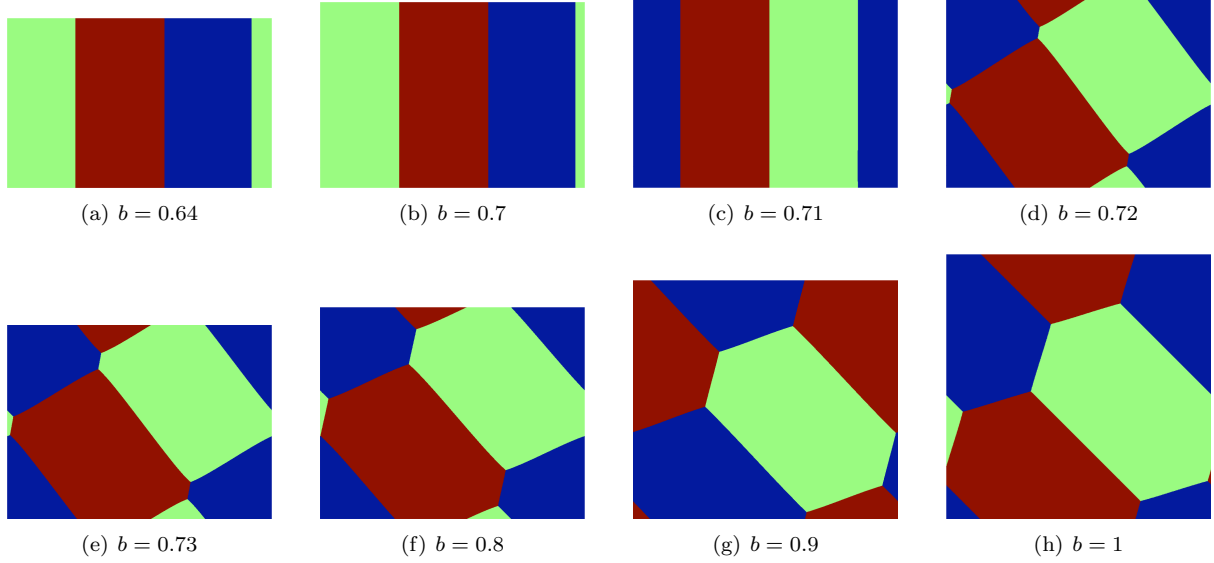 (a) b = 0.64
(b) b = 0.7
(c) b = 0.71
(d) b = 0.72
(e) b = 0.73
(f) b = 0.8
(g) b = 0.9
(h) b = 1